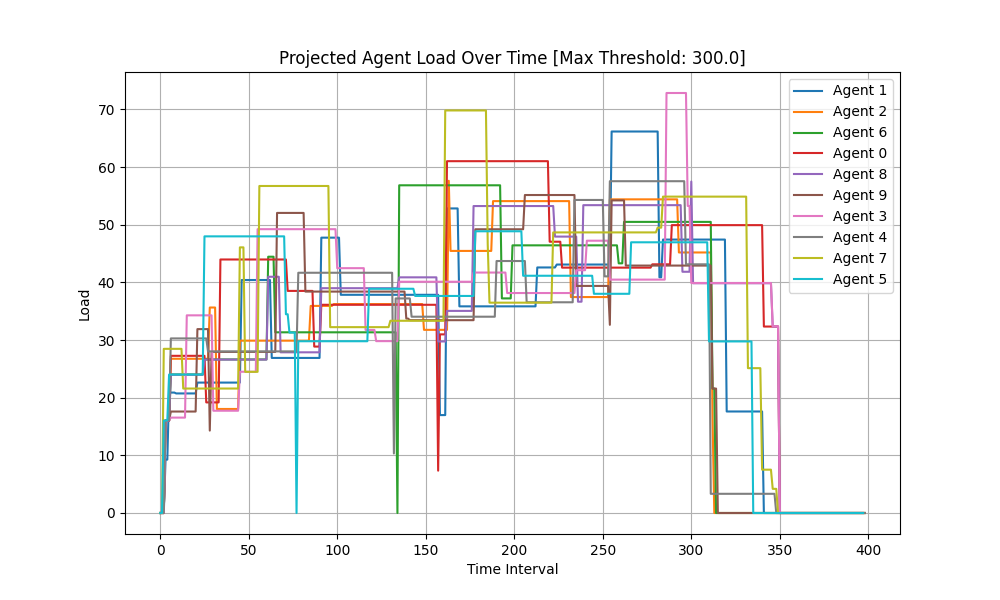 Projected Agent Load Over Time [Max Threshold: 300.0]
Load
70
60
50
40
30
20
10
0
0 50 100 150 200 250 300 350 400
Time Interval
Agent 1
Agent 2
Agent 6
Agent 0
Agent 8
Agent 9
Agent 3
Agent 4
Agent 7
Agent 5